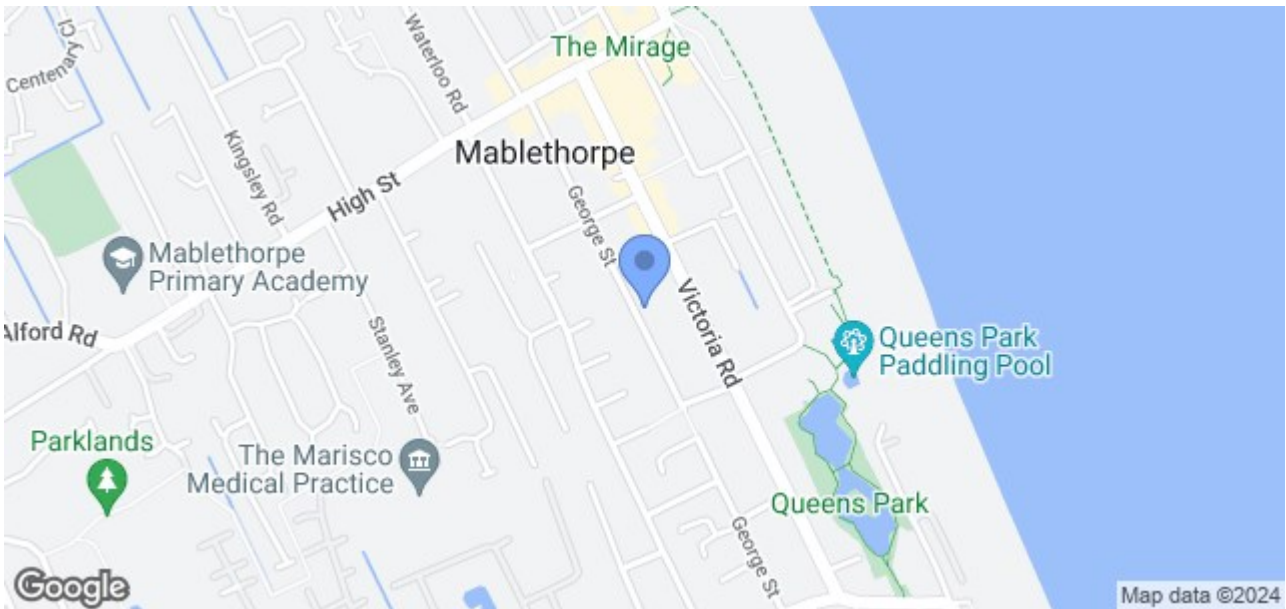 Centenary Cl
Waterloo Rd
The Mirage
Kingsley Rd
High St
Mablethorpe
George St
Mablethorpe
Primary Academy
Alford Rd
Stanley Ave
Victoria Rd
Queens Park
Paddling Pool
Parklands
The Marisco
Medical Practice
Queens Park
George St
Google
Map data ©2024